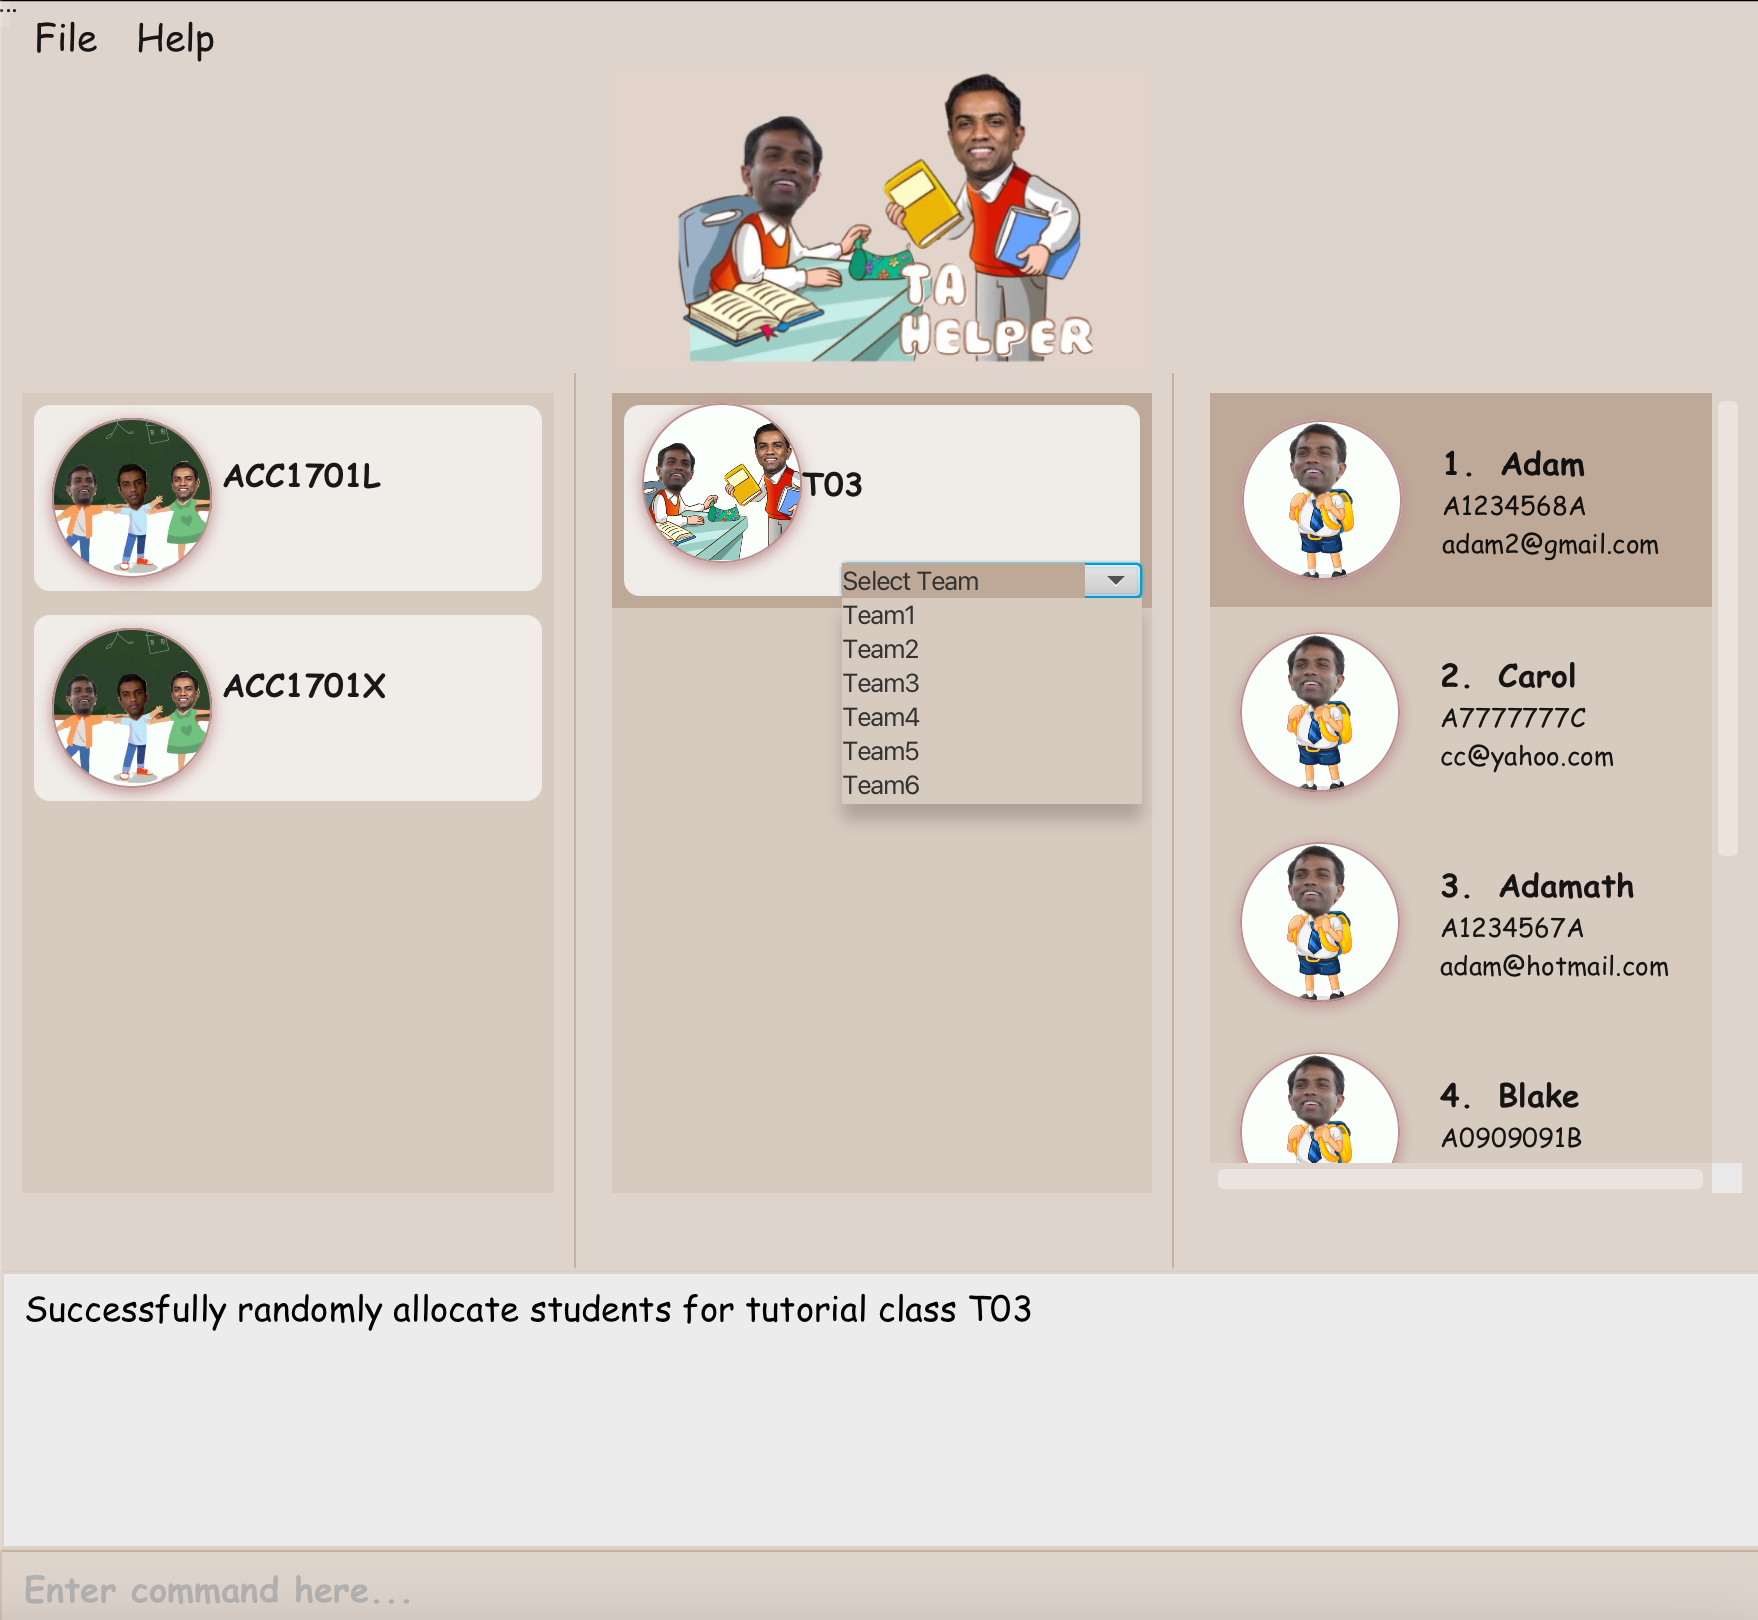 File Help
TA
HELPER
ACC1701L
ACC1701X
T03
Select Team
Team1
Team2
Team3
Team4
Team5
Team6
1. Adam
A1234568A
adam2@gmail.com
2. Carol
A7777777C
cc@yahoo.com
3. Adamath
A1234567A
adam@hotmail.com
4. Blake
A0909091B
Successfully randomly allocate students for tutorial class T03
Enter command here...